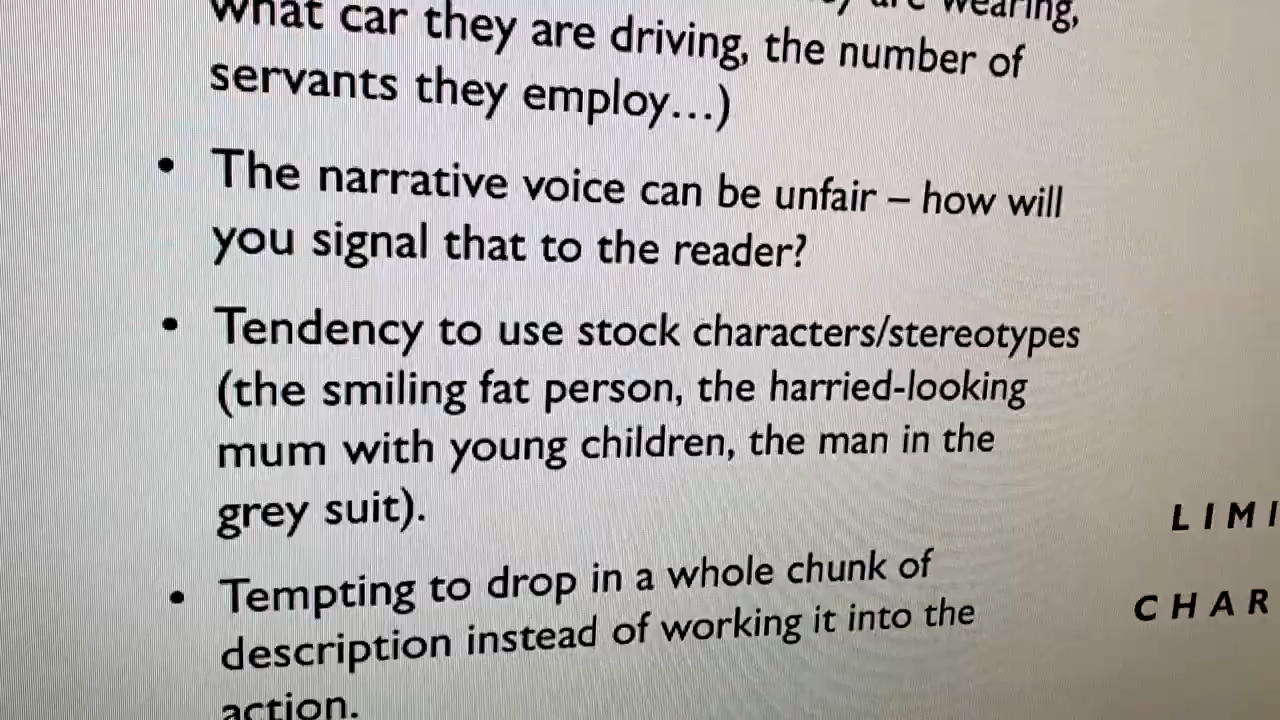 wearing,
what car they are driving, the number of
servants they employ...)
• The narrative voice can be unfair – how will
you signal that to the reader?
• Tendency to use stock characters/stereotypes
(the smiling fat person, the harried-looking
mum with young children, the man in the
grey suit).
• Tempting to drop in a whole chunk of
description instead of working it into the
action.
LIMI
CHAR